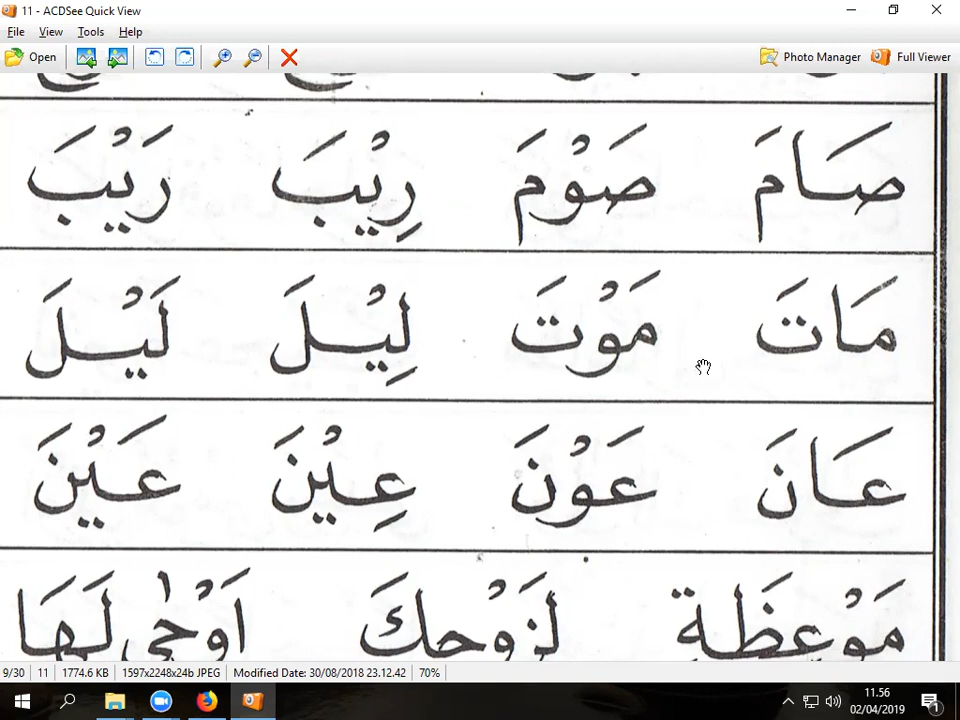 11 - ACDSee Quick View
File View Tools Help
Open Photo Manager Full Viewer
صَامَ صَوْمَ رِيْبَ رَيْبَ
مَاتَ مَوْتَ لِيْلَ لَيْلَ
عَانَ عَوْنَ عِيْنَ عَيْنَ
مَوْعِظَةِ لَزَوْجِكَ اَوْحٰى لَهَا
9/30 11 1774.6 KB 1597x2248x24b JPEG Modified Date: 30/08/2018 23.12.42 70%
11.56
02/04/2019
1